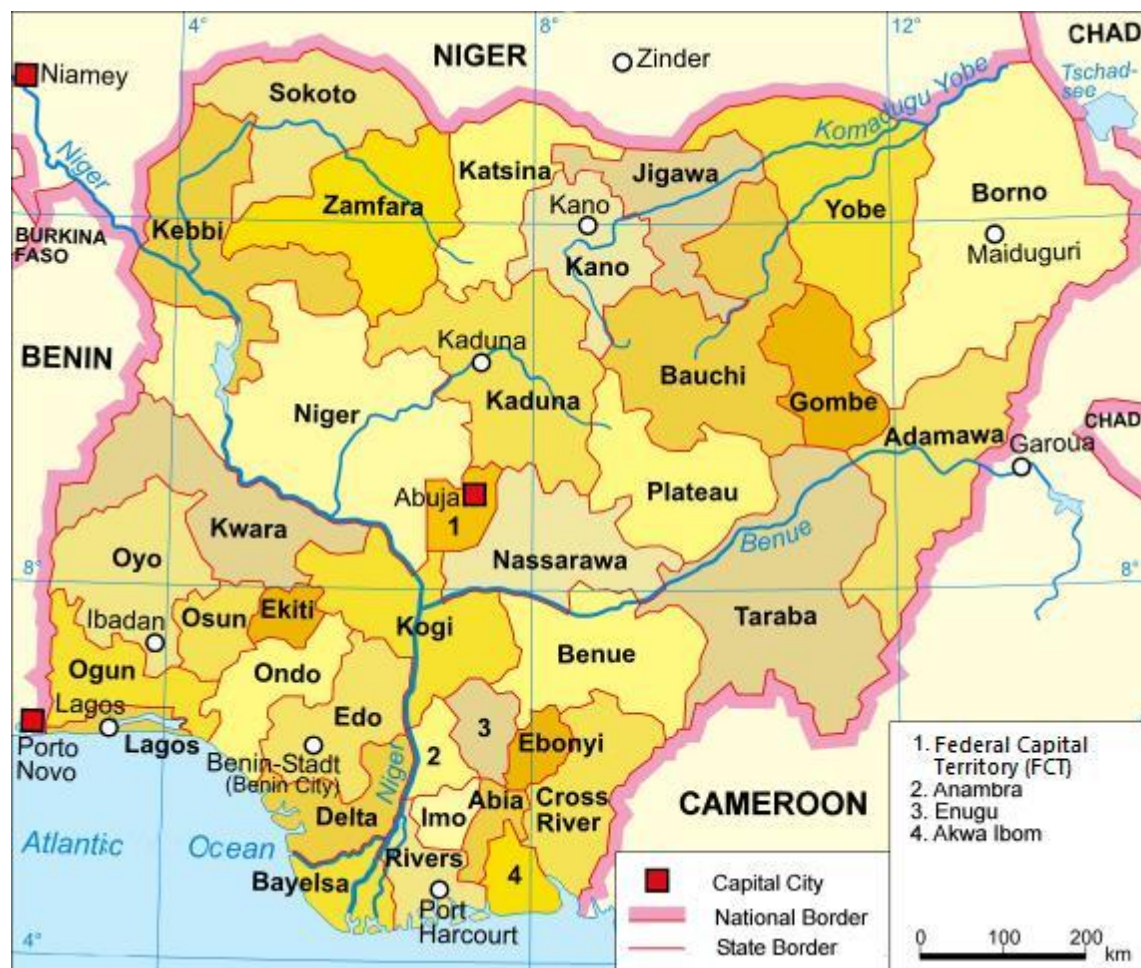 4°
8°
12°
NIGER
Zinder
CHAD
Tschad-
see
Niamey
Sokoto
Komadugu Yobe
Niger
Katsina
Jigawa
Borno
Zamfara
Kano
Yobe
Kebbi
BURKINA
FASO
Kano
Maiduguri
BENIN
Kaduna
Bauchi
Kaduna
Niger
Gombe
CHAD
Adamawa
Garoua
Abuja
Plateau
1
Kwara
Benue
Oyo
Nassarawa
8°
8°
Ibadan
Osun
Ekiti
Kogi
Taraba
Benue
Ogun
Ondo
Lagos
Edo
Lagos
3
Ebonyi
Porto
Novo
2
Benin-Stadt
(Benin City)
Niger
Abia
Cross
River
CAMEROON
Delta
Imo
Atlantic
Ocean
Rivers
Bayelsa
4
Port
Harcourt
4°
1. Federal Capital
Territory (FCT)
2. Anambra
3. Enugu
4. Akwa Ibom
Capital City
National Border
State Border
0 100 200
km